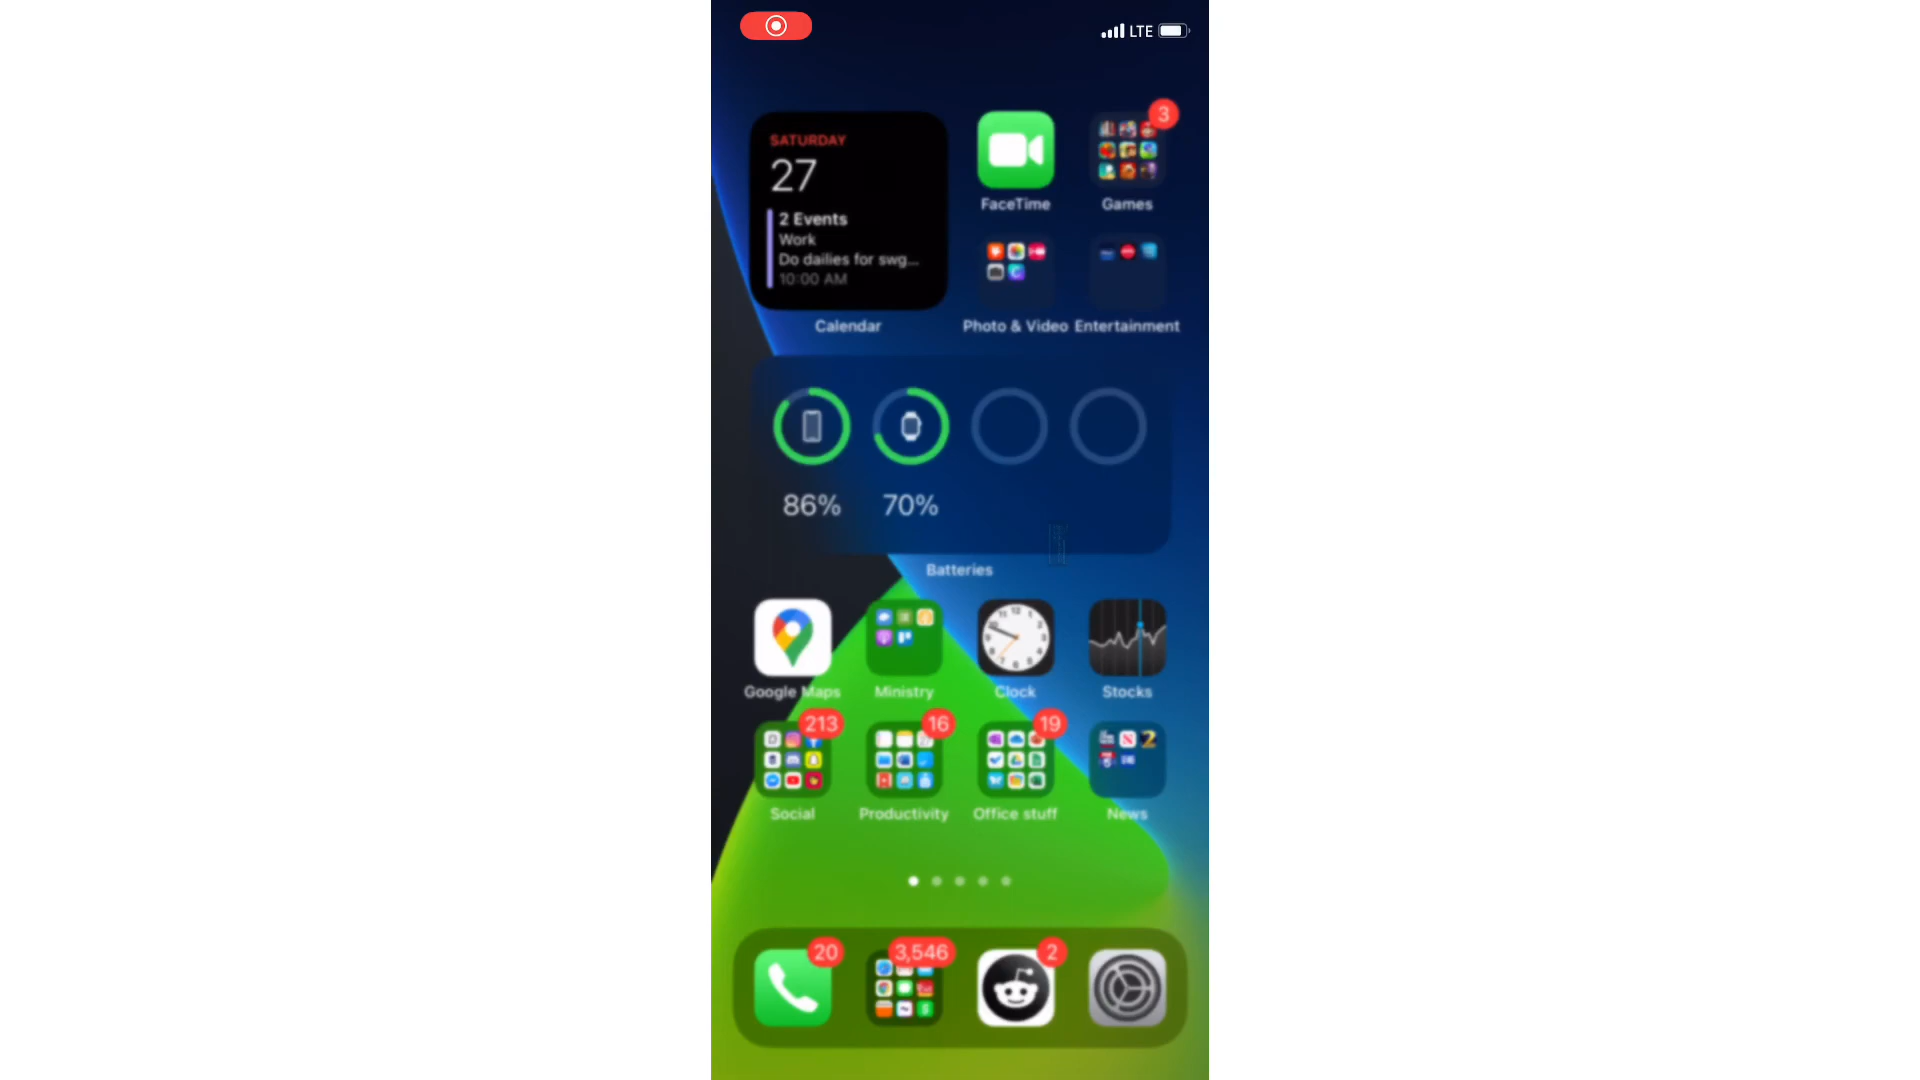 LTE
SATURDAY
27
2 Events
Work
Do dailies for swg...
10:00 AM
Calendar
FaceTime
3
Games
Photo & Video
Entertainment
86%
70%
Batteries
Google Maps
Ministry
Clock
Stocks
213
16
19
Social
Productivity
Office stuff
News
20
3,546
2